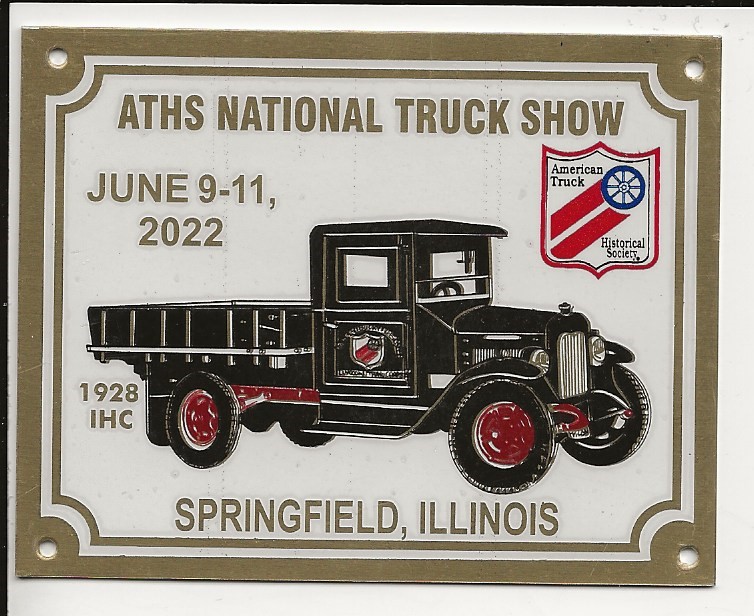 ATHS NATIONAL TRUCK SHOW
JUNE 9-11,
2022
American
Truck
Historical
Society
1928
IHC
SPRINGFIELD, ILLINOIS